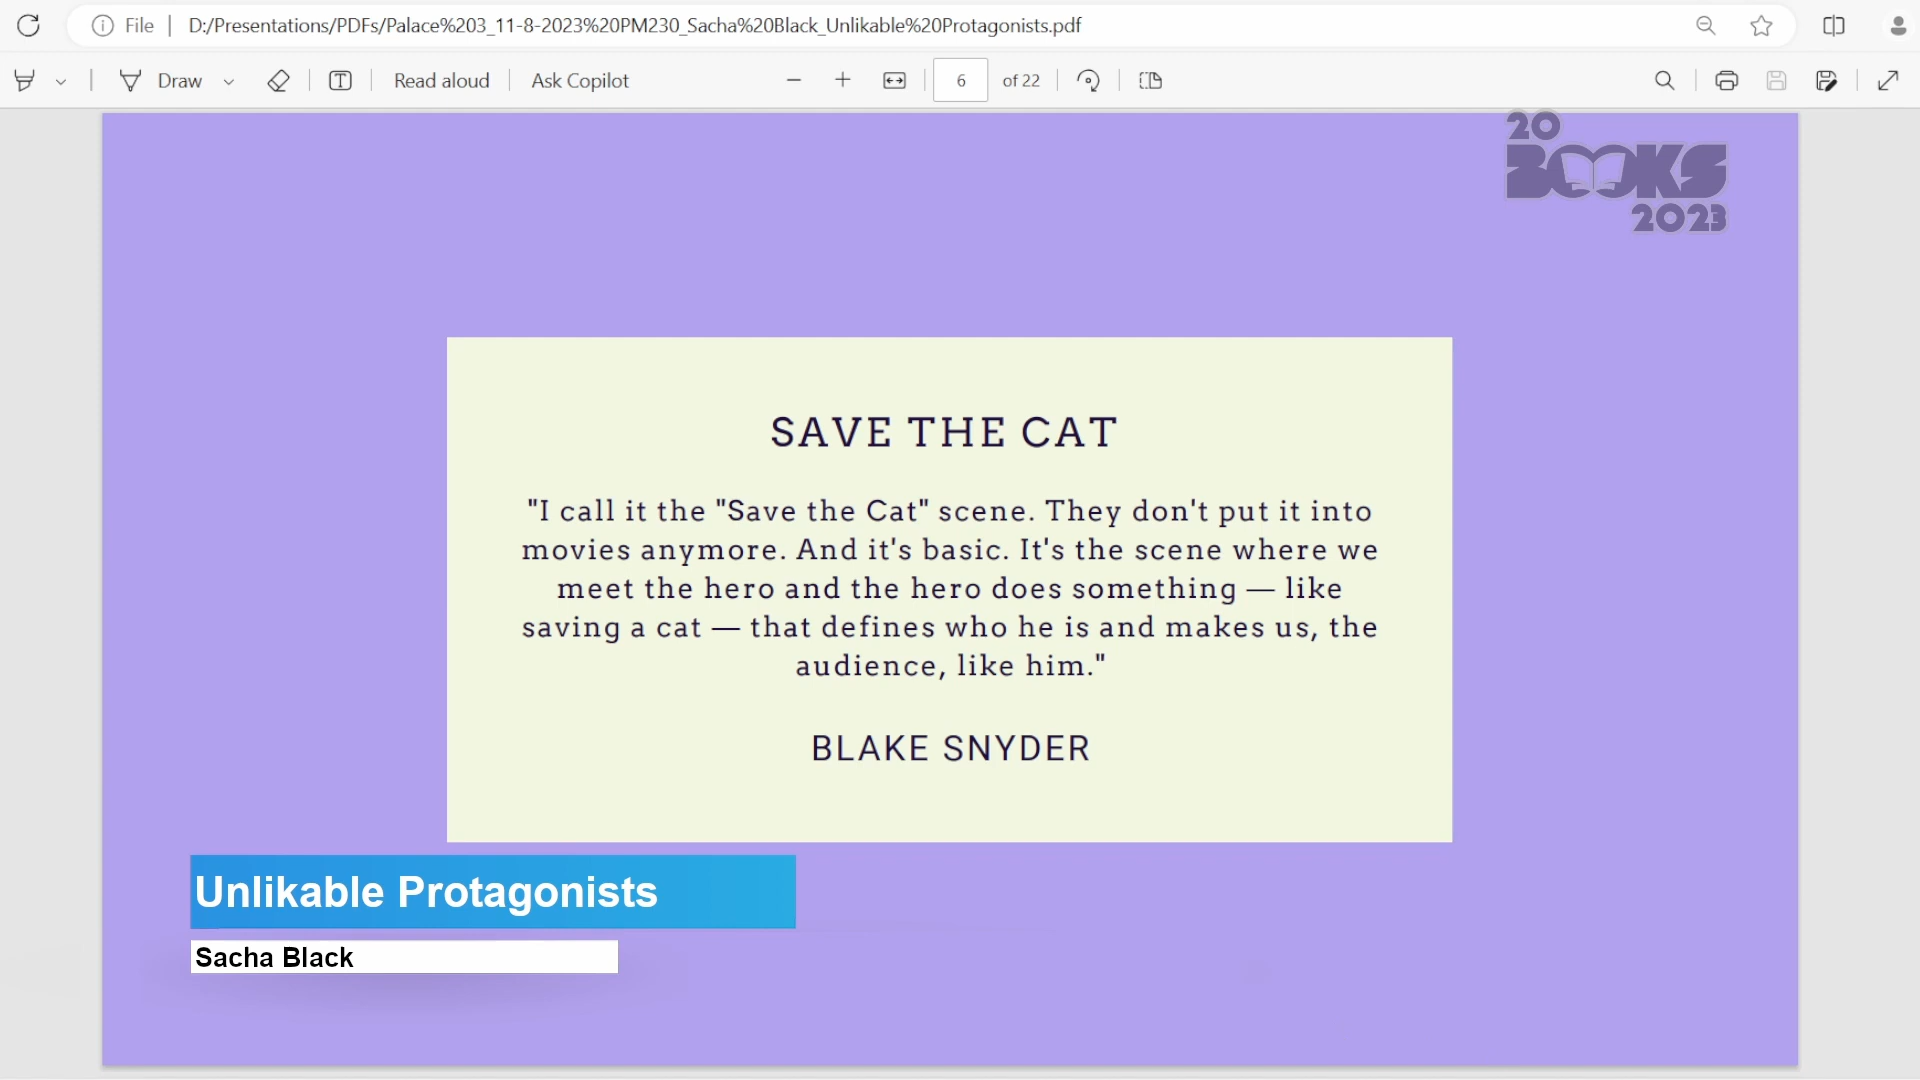 File | D:/Presentations/PDFs/Palace%203_11-8-2023%20PM230_Sacha%20Black_Unlikable%20Protagonists.pdf
Draw
Read aloud
Ask Copilot
6 of 22
20
BOOKS
2023
SAVE THE CAT
"I call it the "Save the Cat" scene. They don't put it into
movies anymore. And it's basic. It's the scene where we
meet the hero and the hero does something — like
saving a cat — that defines who he is and makes us, the
audience, like him."
BLAKE SNYDER
Unlikable Protagonists
Sacha Black